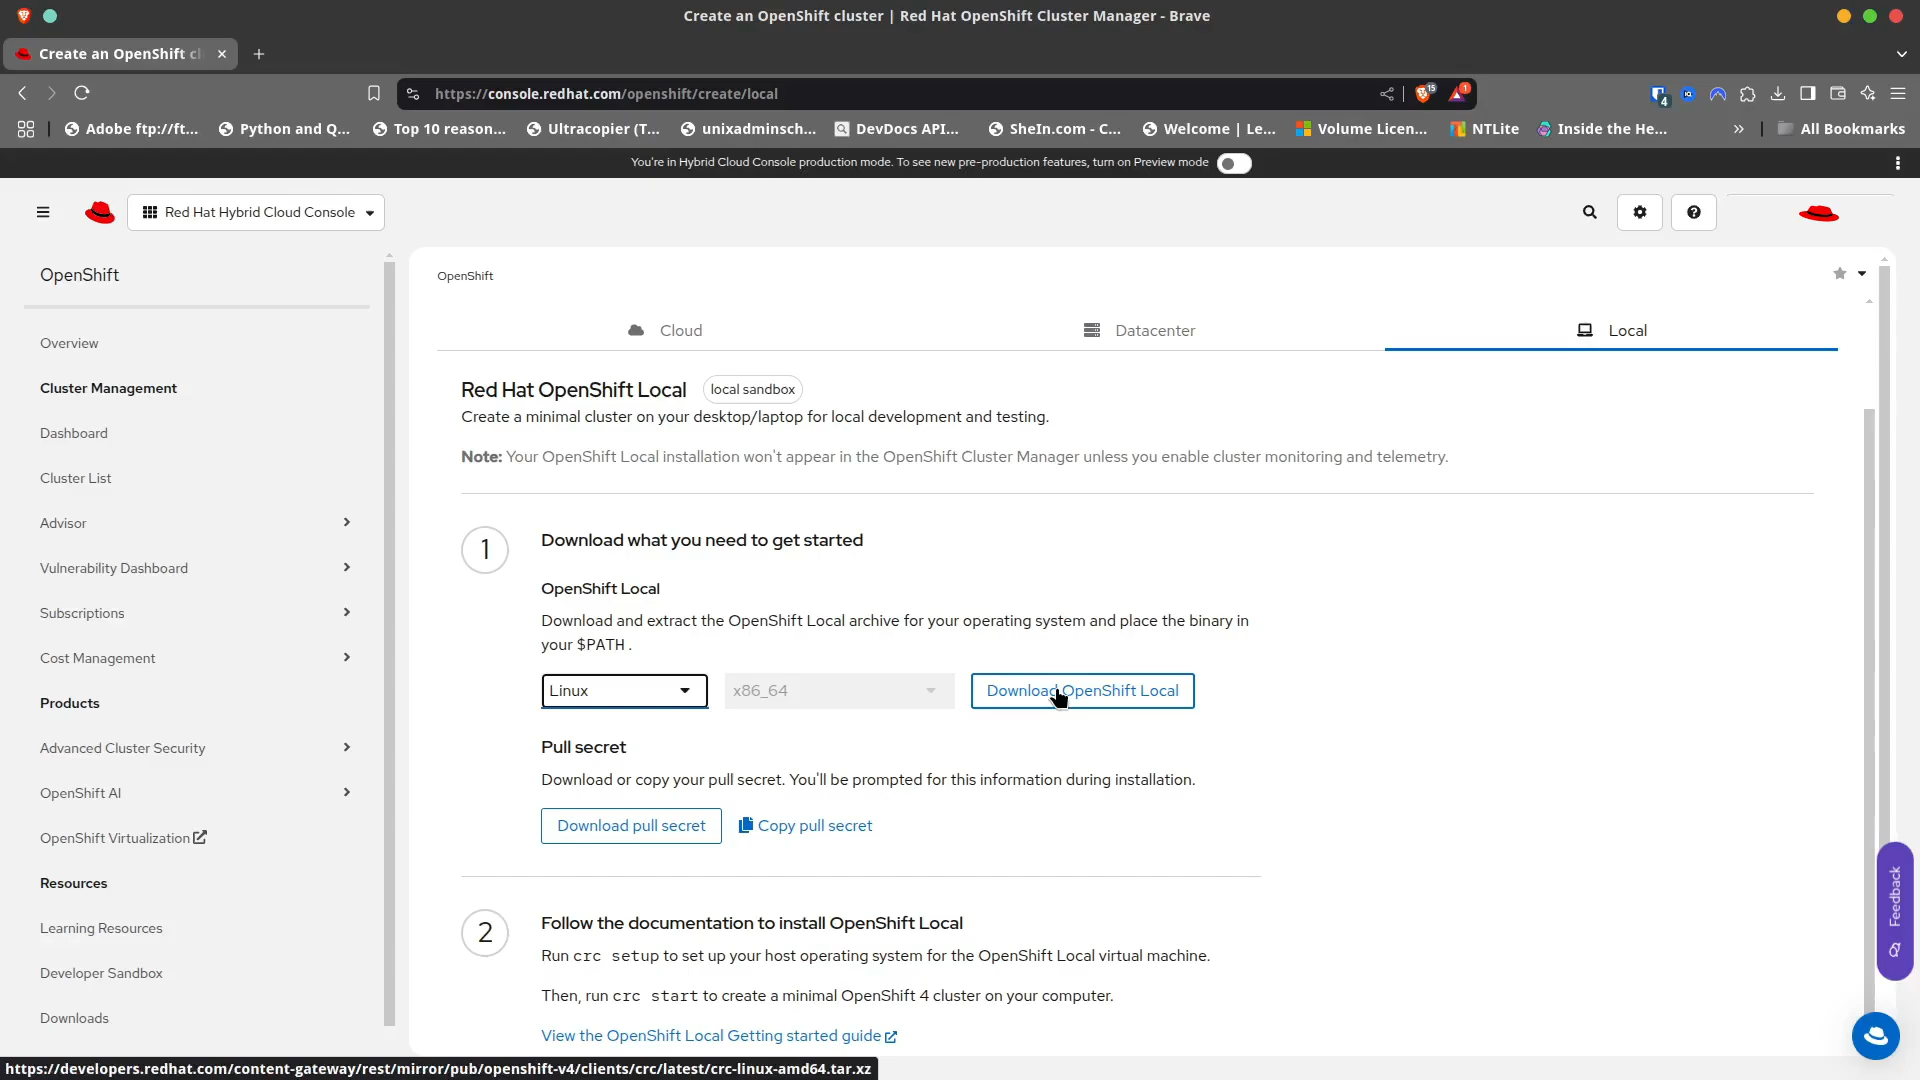 Create an OpenShift cluster | Red Hat OpenShift Cluster Manager - Brave
Create an OpenShift cl
https://console.redhat.com/openshift/create/local
15
1
4
Adobe ftp://ft...
Python and Q...
Top 10 reason...
Ultracopier (T...
unixadminsch...
DevDocs API...
SheIn.com - C...
Welcome | Le...
Volume Licen...
NTLite
Inside the He...
»
All Bookmarks
You're in Hybrid Cloud Console production mode. To see new pre-production features, turn on Preview mode
Red Hat Hybrid Cloud Console
OpenShift
Overview
Cluster Management
Dashboard
Cluster List
Advisor
Vulnerability Dashboard
Subscriptions
Cost Management
Products
Advanced Cluster Security
OpenShift AI
OpenShift Virtualization
Resources
Learning Resources
Developer Sandbox
Downloads
OpenShift
Cloud
Datacenter
Local
Red Hat OpenShift Local local sandbox
Create a minimal cluster on your desktop/laptop for local development and testing.
Note: Your OpenShift Local installation won't appear in the OpenShift Cluster Manager unless you enable cluster monitoring and telemetry.
1
Download what you need to get started
OpenShift Local
Download and extract the OpenShift Local archive for your operating system and place the binary in
your $PATH .
Linux
x86_64
Download OpenShift Local
Pull secret
Download or copy your pull secret. You'll be prompted for this information during installation.
Download pull secret
Copy pull secret
2
Follow the documentation to install OpenShift Local
Run crc setup to set up your host operating system for the OpenShift Local virtual machine.
Then, run crc start to create a minimal OpenShift 4 cluster on your computer.
View the OpenShift Local Getting started guide
Feedback
https://developers.redhat.com/content-gateway/rest/mirror/pub/openshift-v4/clients/crc/latest/crc-linux-amd64.tar.xz